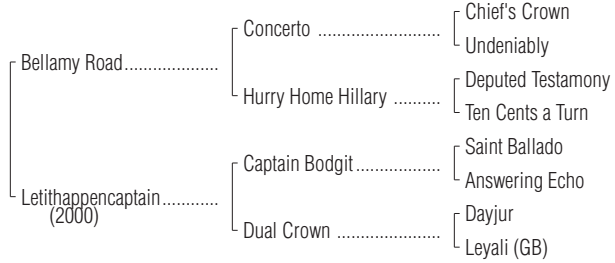 Chief's Crown
Concerto ............................
Undeniably
Bellamy Road.....................
Deputed Testamony
Hurry Home Hillary ..........
Ten Cents a Turn
Saint Ballado
Captain Bodgit...................
Answering Echo
Letithappencaptain............
(2000)
Dayjur
Dual Crown .......................
Leyali (GB)